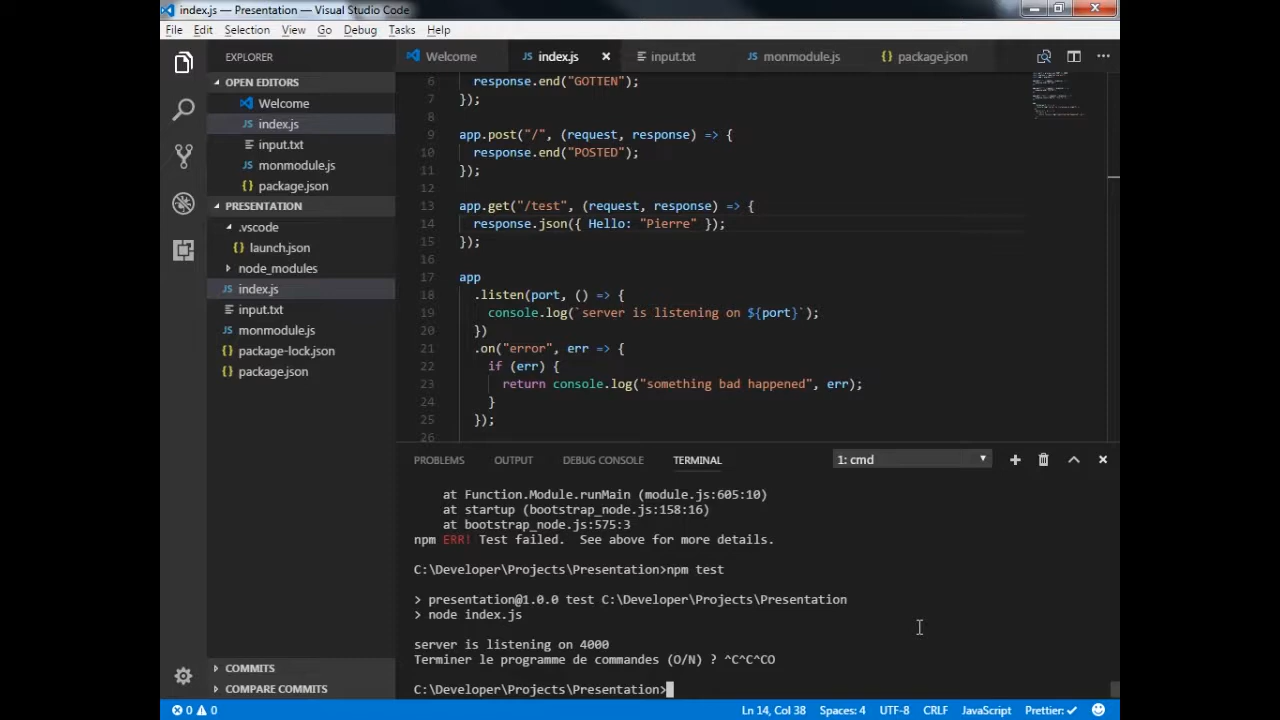 index.js — Presentation — Visual Studio Code
File Edit Selection View Go Debug Tasks Help
EXPLORER
OPEN EDITORS
Welcome
index.js
input.txt
monmodule.js
package.json
PRESENTATION
.vscode
launch.json
node_modules
index.js
input.txt
monmodule.js
package-lock.json
package.json
COMMITS
COMPARE COMMITS
Welcome index.js input.txt monmodule.js package.json
6 response.end("GOTTEN");
7 });
8
9 app.post("/", (request, response) => {
10 response.end("POSTED");
11 });
12
13 app.get("/test", (request, response) => {
14 response.json({ Hello: "Pierre" });
15 });
16
17 app
18 .listen(port, () => {
19 console.log(`server is listening on ${port}`);
20 })
21 .on("error", err => {
22 if (err) {
23 return console.log("something bad happened", err);
24 }
25 });
26
PROBLEMS OUTPUT DEBUG CONSOLE TERMINAL 1: cmd
at Function.Module.runMain (module.js:605:10)
at startup (bootstrap_node.js:158:16)
at bootstrap_node.js:575:3
npm ERR! Test failed. See above for more details.
C:\Developer\Projects\Presentation>npm test
> presentation@1.0.0 test C:\Developer\Projects\Presentation
> node index.js
server is listening on 4000
Terminer le programme de commandes (O/N) ? ^C^C^CO
C:\Developer\Projects\Presentation>
0 0 Ln 14, Col 38 Spaces: 4 UTF-8 CRLF JavaScript Prettier: ✓